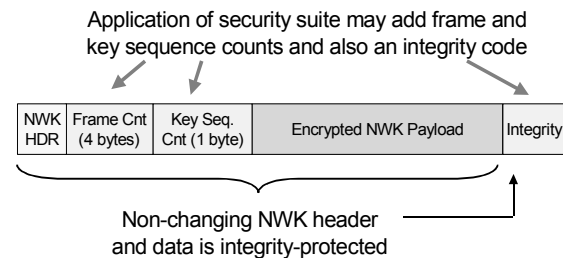 Application of security suite may add frame and
key sequence counts and also an integrity code
NWK HDR
Frame Cnt (4 bytes)
Key Seq. Cnt (1 byte)
Encrypted NWK Payload
Integrity
Non-changing NWK header
and data is integrity-protected